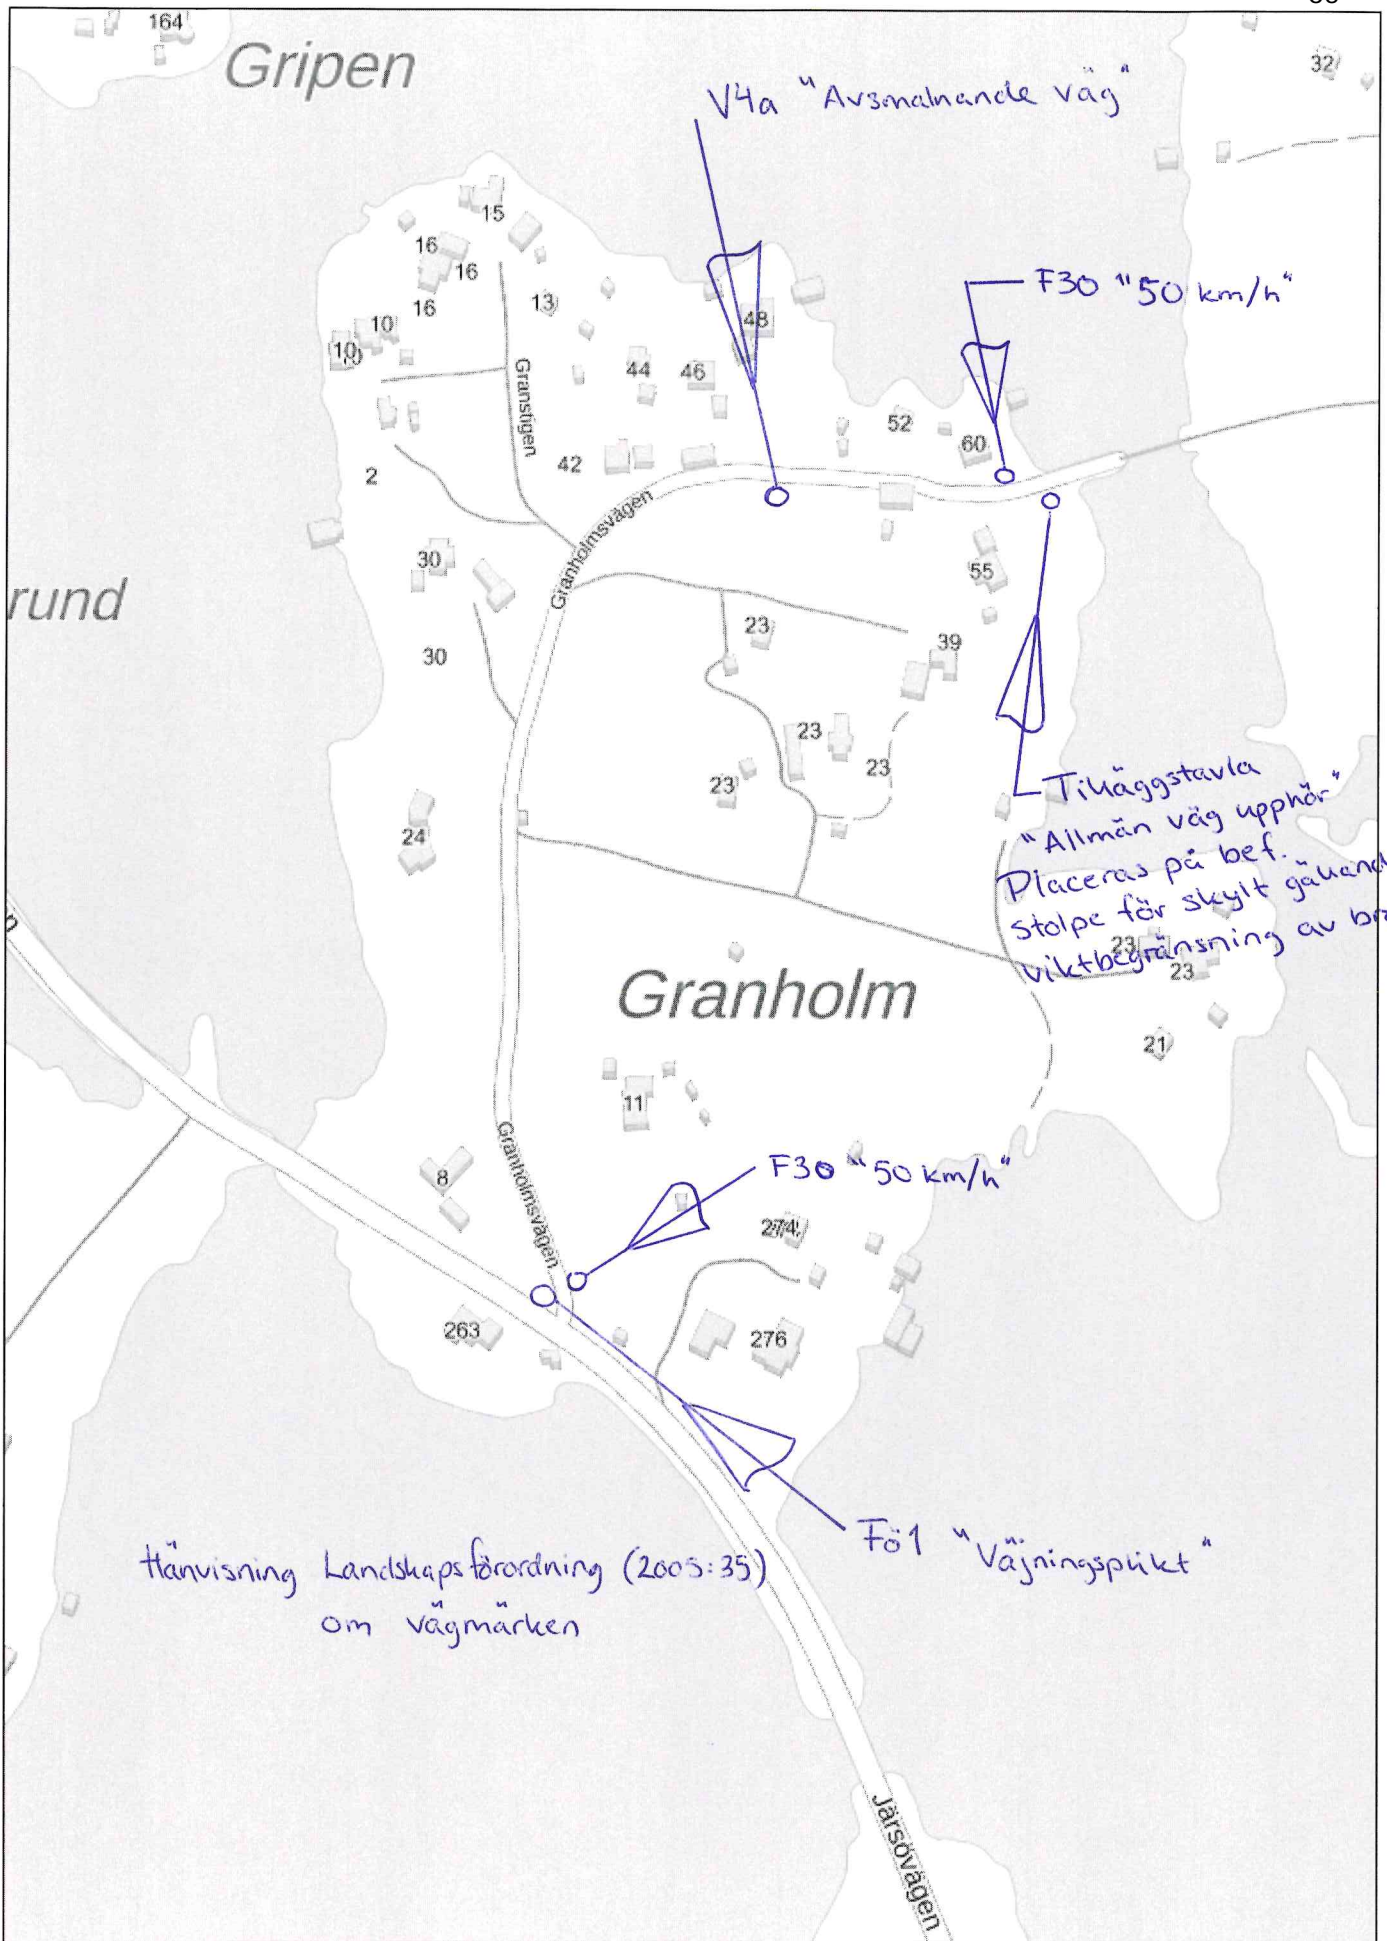 164
Gripen
32
V4a "Avsmalnande väg"
15
16
16
16
13
F30 "50 km/h"
10
10
48
44
46
Granstigen
52
60
42
2
Granholmsvägen
30
55
rund
23
39
30
23
23
23
24
Tilläggstavla
"Allmän väg upphör"
Placeras på bef.
stolpe för skylt gälland
viktbegränsning av bro
23
23
Granholm
21
11
Granholmsvägen
8
F30 "50 km/h"
274
263
276
Fö1 "Väjningsplikt"
Hänvisning Landskapsförordning (2005:35)
om vägmärken
Järsövägen